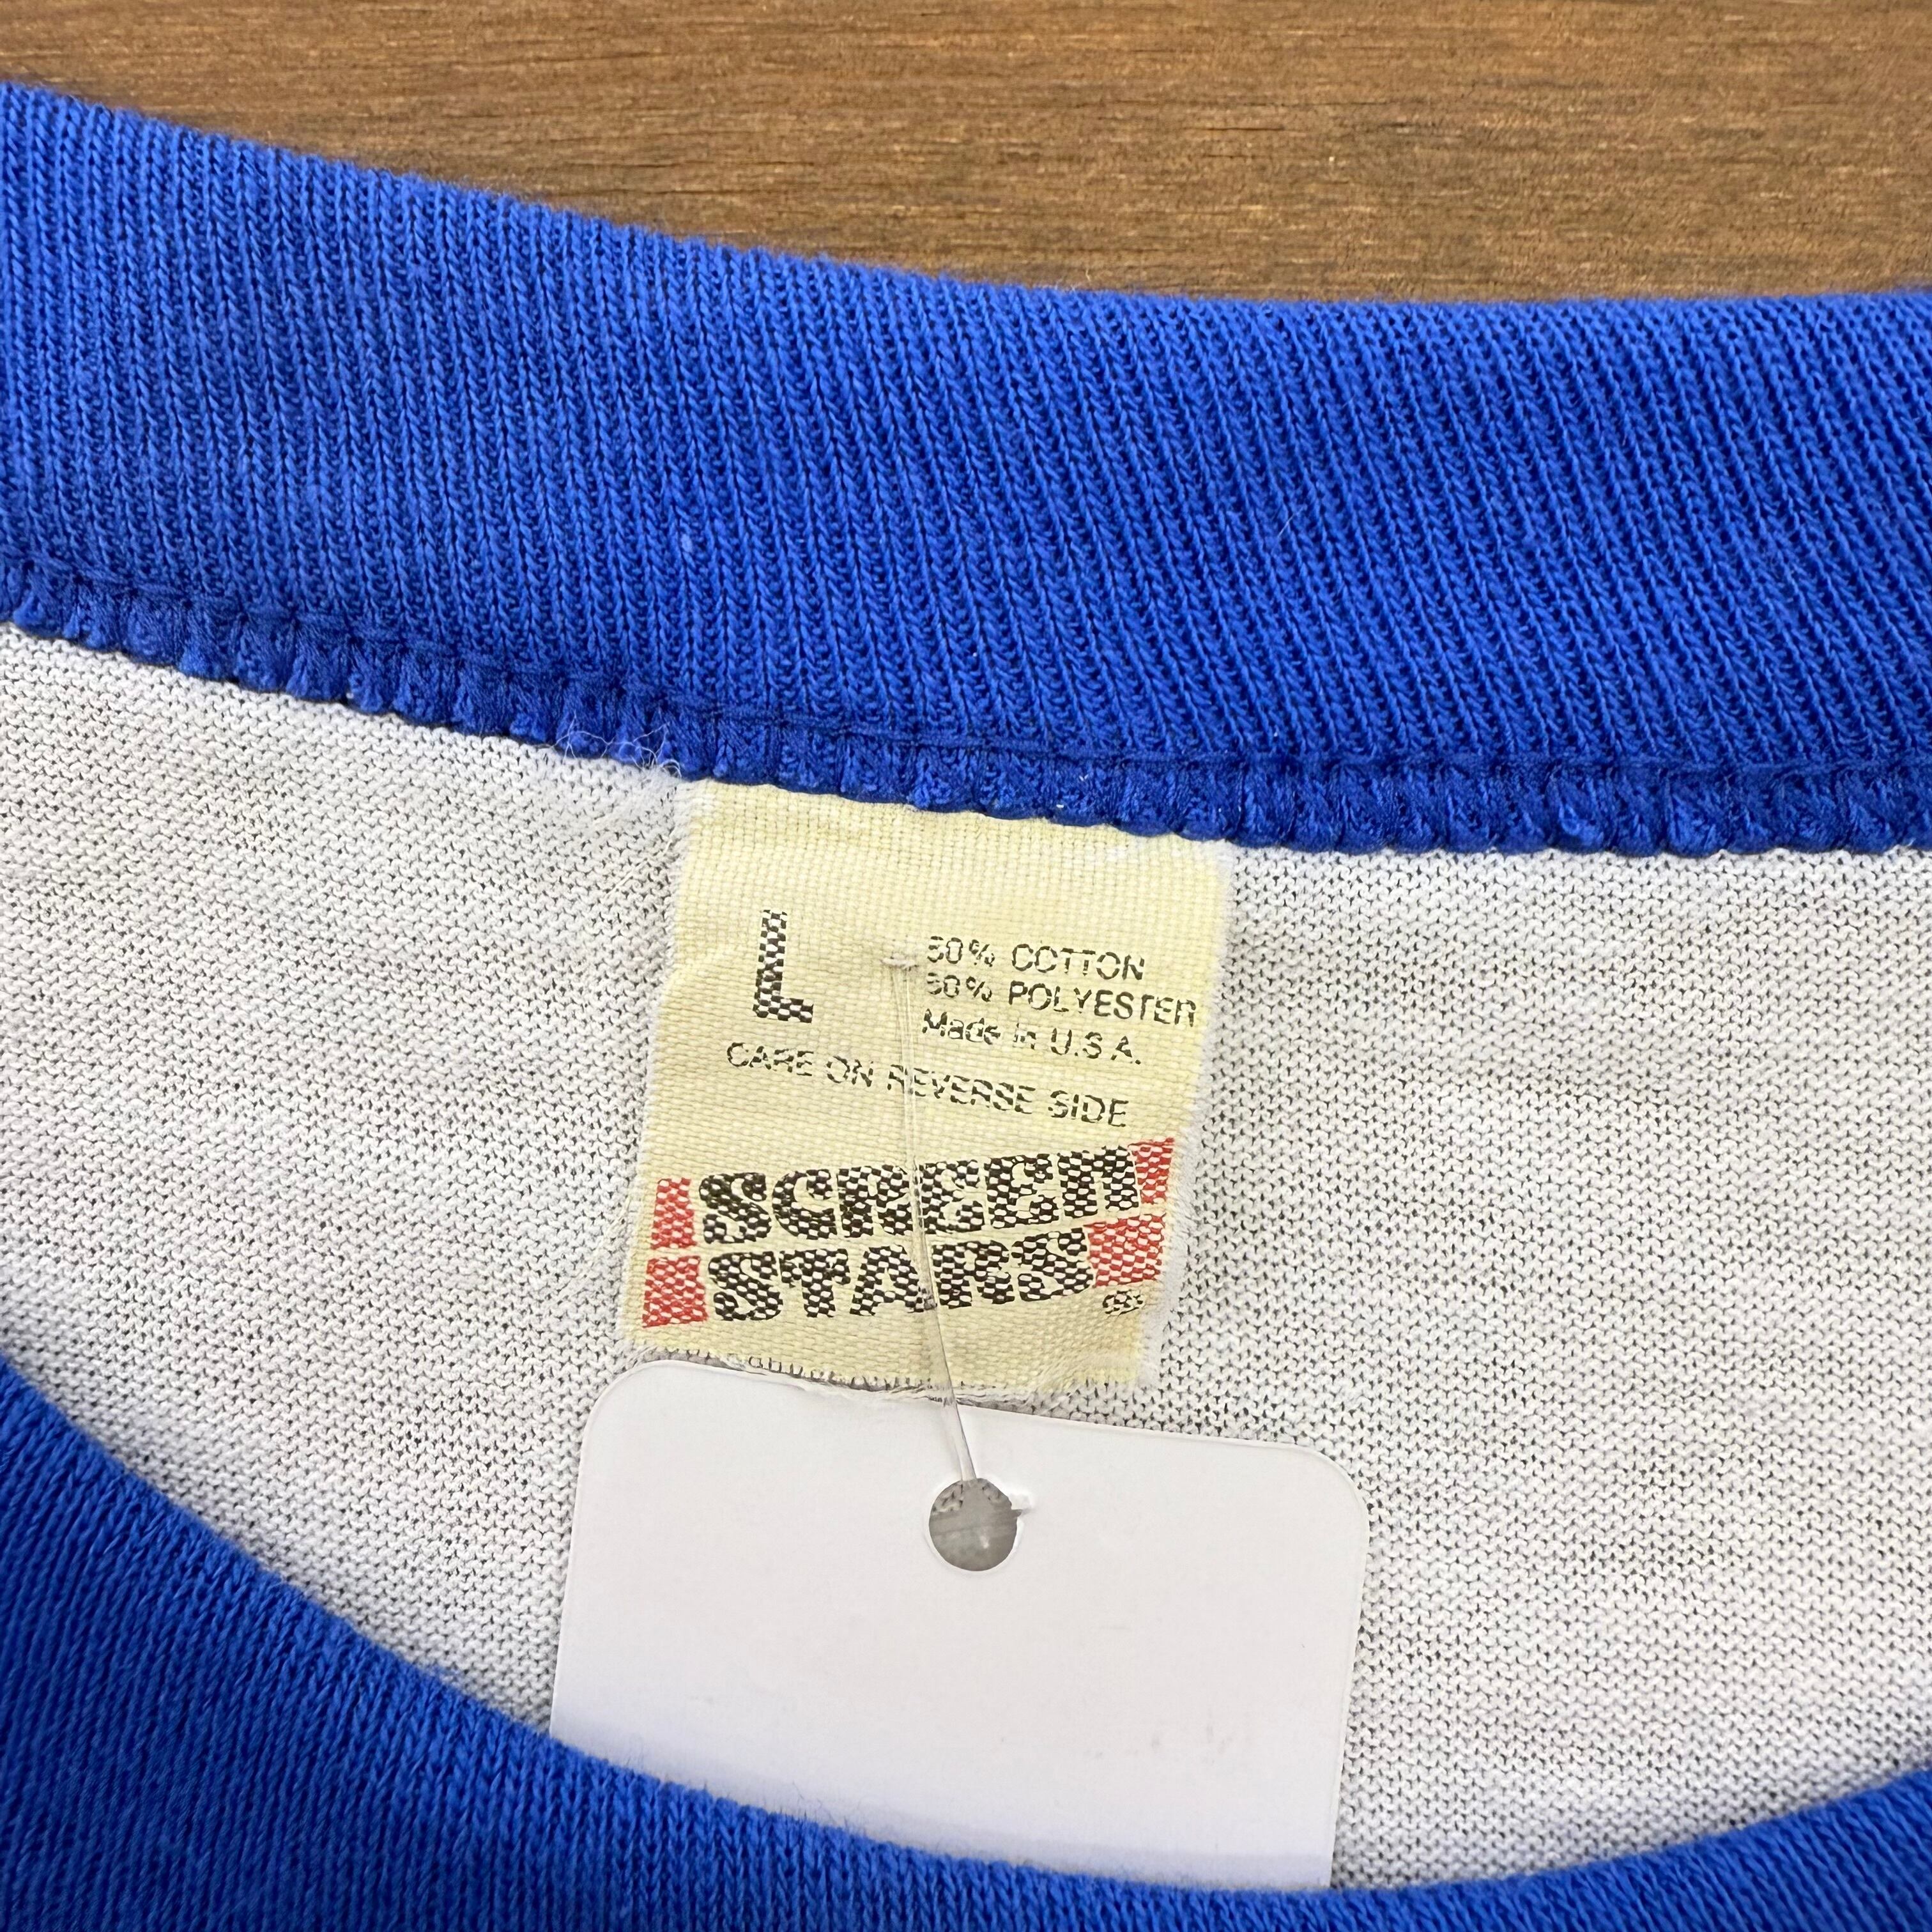 L
50% COTTON
50% POLYESTER
Made in U.S.A.
CARE ON REVERSE SIDE
SCREEN
STARS
®